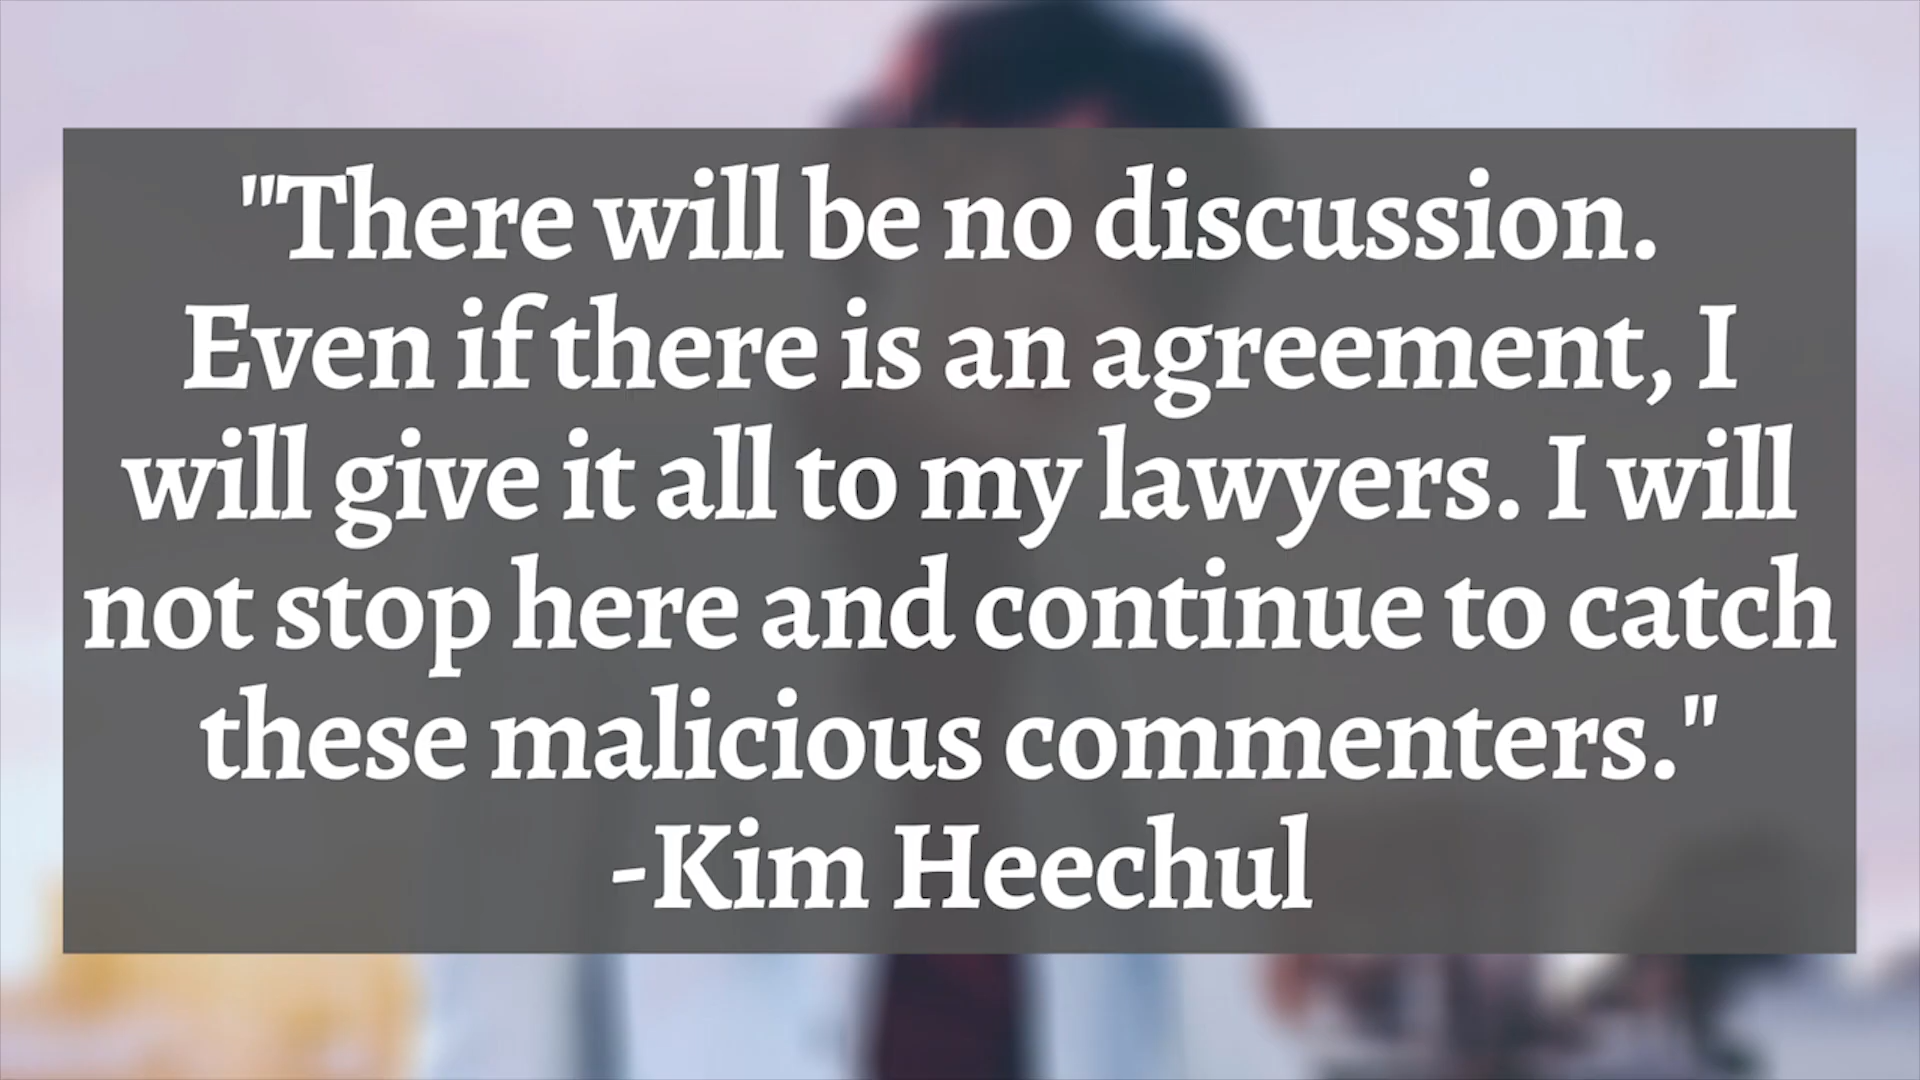 "There will be no discussion.
Even if there is an agreement, I
will give it all to my lawyers. I will
not stop here and continue to catch
these malicious commenters."
-Kim Heechul